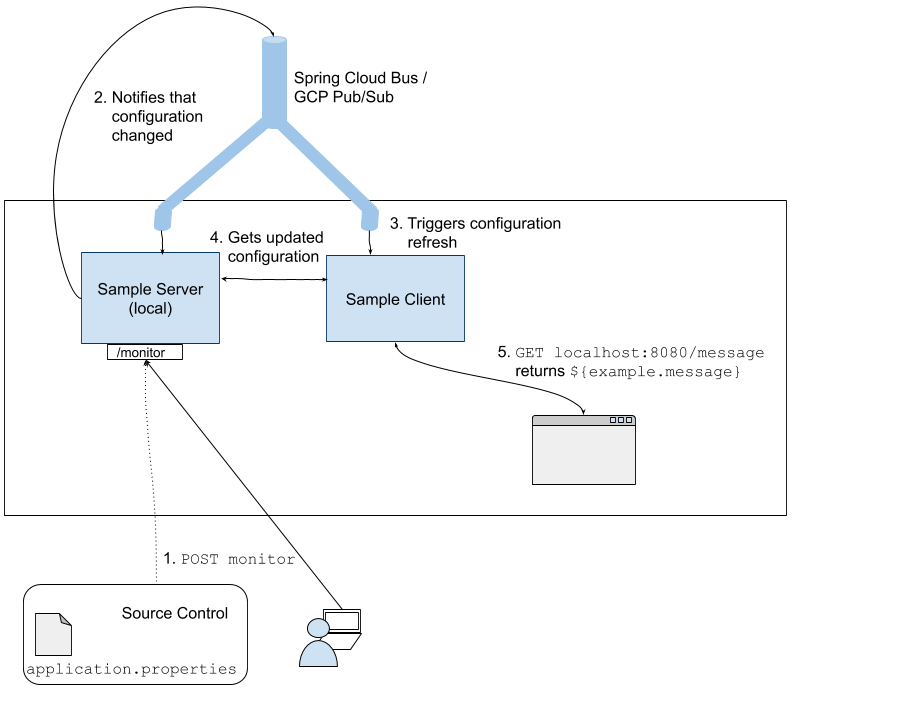 Spring Cloud Bus /
GCP Pub/Sub
2. Notifies that
configuration
changed
3. Triggers configuration
refresh
4. Gets updated
configuration
Sample Server
(local)
Sample Client
/monitor
5. GET localhost:8080/message
returns ${example.message}
1. POST monitor
Source Control
application.properties